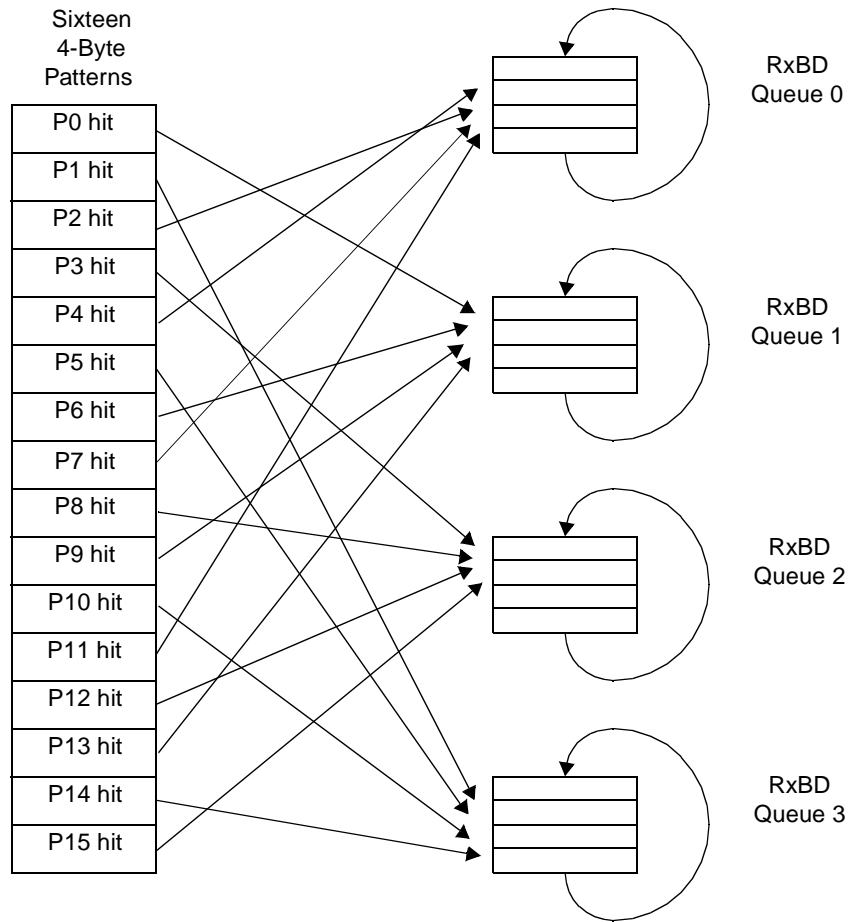 Sixteen
4-Byte
Patterns
P0 hit
P1 hit
P2 hit
P3 hit
P4 hit
P5 hit
P6 hit
P7 hit
P8 hit
P9 hit
P10 hit
P11 hit
P12 hit
P13 hit
P14 hit
P15 hit
RxBD
Queue 0
RxBD
Queue 1
RxBD
Queue 2
RxBD
Queue 3